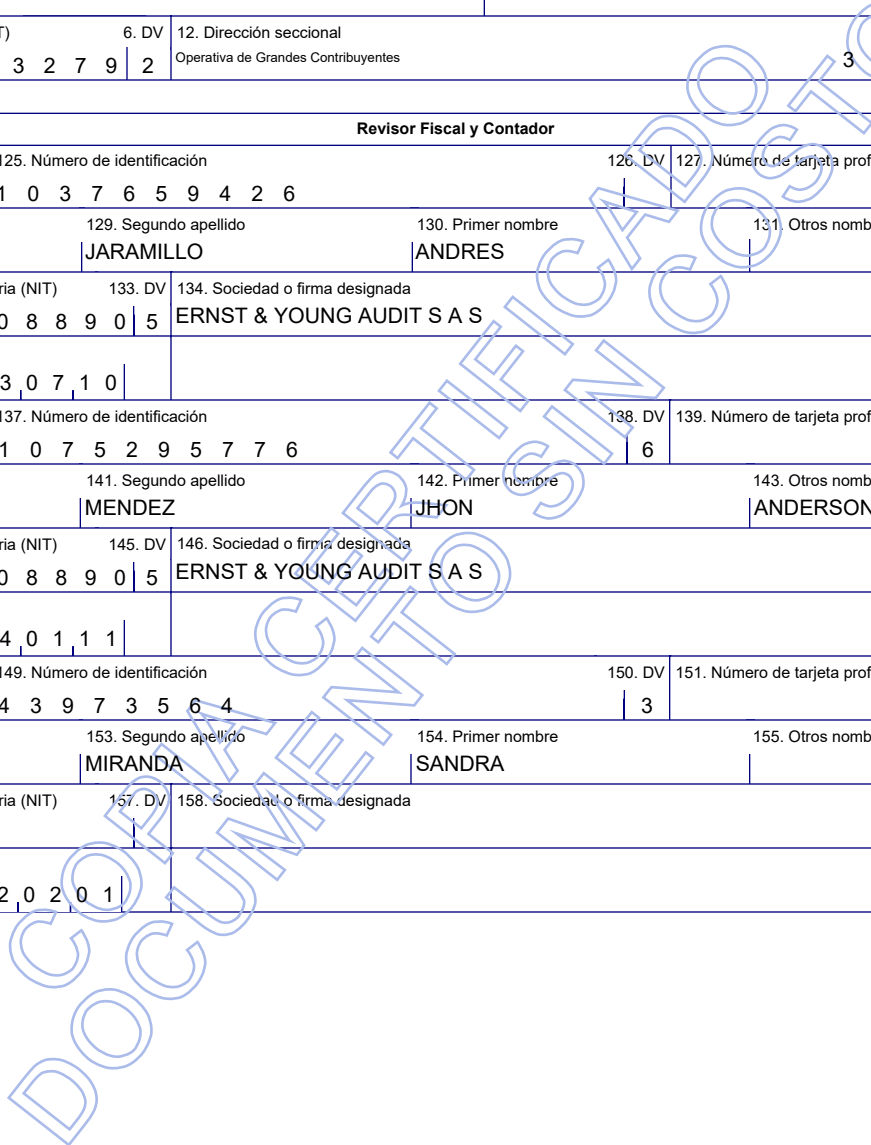 T) 6. DV 12. Dirección seccional
3 2 7 9 2 Operativa de Grandes Contribuyentes 3
Revisor Fiscal y Contador
125. Número de identificación 126. DV 127. Número de tarjeta prof
1 0 3 7 6 5 9 4 2 6
129. Segundo apellido 130. Primer nombre 131. Otros nomb
JARAMILLO ANDRES
ria (NIT) 133. DV 134. Sociedad o firma designada
0 8 8 9 0 5 ERNST & YOUNG AUDIT S A S
3 0 7 1 0
137. Número de identificación 138. DV 139. Número de tarjeta prof
1 0 7 5 2 9 5 7 7 6 6
141. Segundo apellido 142. Primer nombre 143. Otros nomb
MENDEZ JHON ANDERSON
ria (NIT) 145. DV 146. Sociedad o firma designada
0 8 8 9 0 5 ERNST & YOUNG AUDIT S A S
4 0 1 1 1
149. Número de identificación 150. DV 151. Número de tarjeta prof
4 3 9 7 3 5 6 4 3
153. Segundo apellido 154. Primer nombre 155. Otros nomb
MIRANDA SANDRA
ria (NIT) 157. DV 158. Sociedad o firma designada
2 0 2 0 1
COPIA CERTIFICADO
DOCUMENTO SIN COSTO